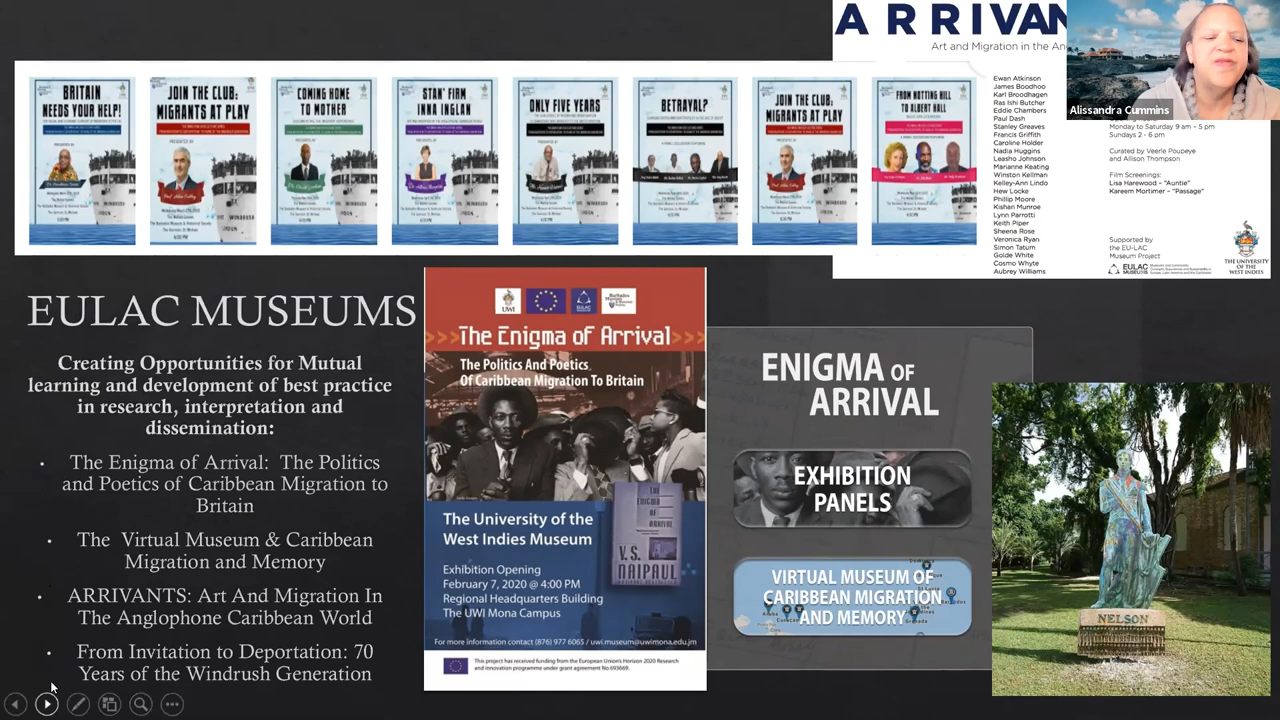 BRITAIN
NEEDS YOUR HELP!
JOIN THE CLUB:
MIGRANTS AT PLAY
COMING HOME
TO MOTHER
STAN' FIRM
INNA INGLAN
ONLY FIVE YEARS
BETRAYAL?
JOIN THE CLUB:
MIGRANTS AT PLAY
FROM NOTTING HILL
TO ALBERT HALL
ARRIVAN
Art and Migration in the An
Ewan Atkinson
James Boodhoo
Karl Broodhagen
Ras Ishi Butcher
Eddie Chambers
Paul Dash
Stanley Greaves
Francis Griffith
Caroline Holder
Nadia Huggins
Leasho Johnson
Marianne Keating
Winston Kellman
Kelley-Ann Lindo
Hew Locke
Phillip Moore
Kishan Munroe
Lynn Parrotti
Keith Piper
Sheena Rose
Veronica Ryan
Simon Tatum
Golde White
Cosmo Whyte
Aubrey Williams
Alissandra Cummins
Monday to Saturday 9 am – 5 pm
Sundays 2 - 6 pm
Curated by Veerle Poupeye
and Allison Thompson
Film Screenings:
Lisa Harewood – "Auntie"
Kareem Mortimer – "Passage"
Supported by
the EU-LAC
Museum Project
EULAC
MUSEUMS
THE UNIVERSITY
OF THE
WEST INDIES
EULAC MUSEUMS
Creating Opportunities for Mutual
learning and development of best practice
in research, interpretation and
dissemination:
• The Enigma of Arrival: The Politics
and Poetics of Caribbean Migration to
Britain
• The Virtual Museum & Caribbean
Migration and Memory
• ARRIVANTS: Art And Migration In
The Anglophone Caribbean World
• From Invitation to Deportation: 70
Years of the Windrush Generation
UWI
EULAC
>>>The Enigma of Arrival>>>
The Politics And Poetics
Of Caribbean Migration To Britain
The University of the
West Indies Museum
Exhibition Opening
February 7, 2020 @ 4:00 PM
Regional Headquarters Building
The UWI Mona Campus
THE
ENIGMA
OF
ARRIVAL
V.S.
NAIPAUL
For more information contact (876) 977 6065 / uwi.museum@uwimona.edu.jm
This project has received funding from the European Union's Horizon 2020 Research
and innovation programme under grant agreement No 693669.
ENIGMA OF
ARRIVAL
EXHIBITION
PANELS
VIRTUAL MUSEUM OF
CARIBBEAN MIGRATION
AND MEMORY
NELSON